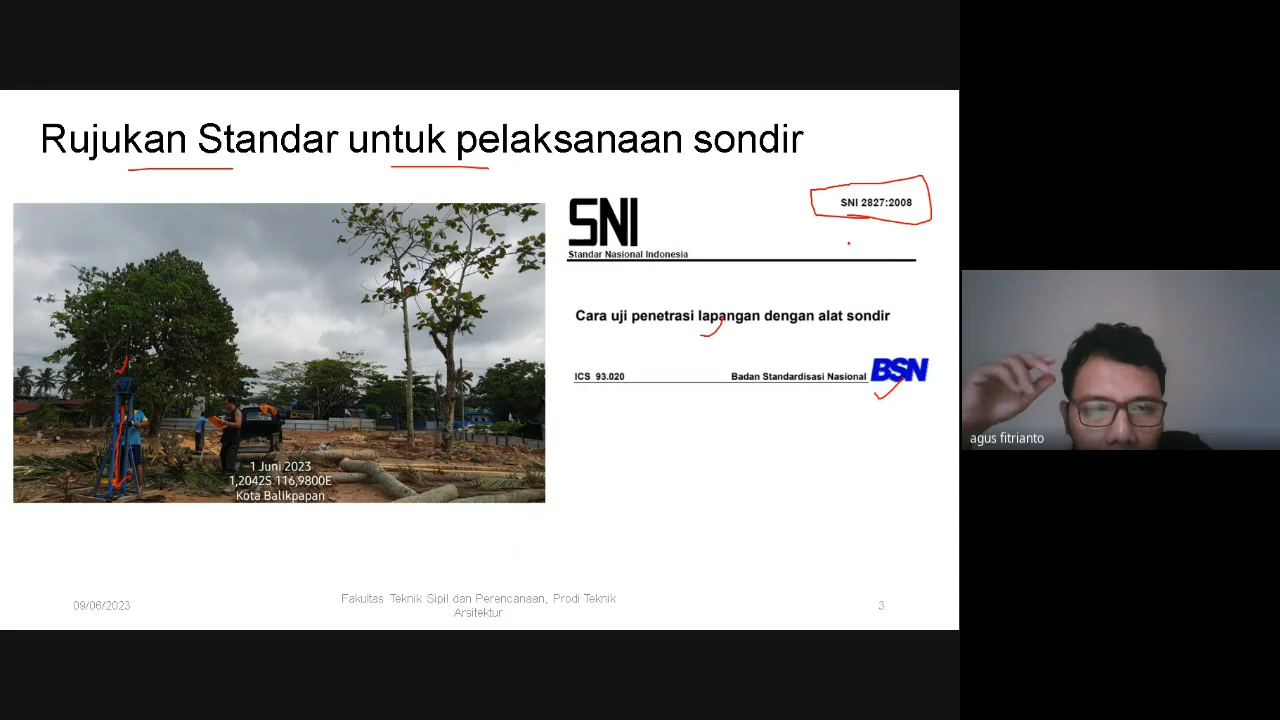 Rujukan Standar untuk pelaksanaan sondir
SNI 2827:2008
SNI
Standar Nasional Indonesia
Cara uji penetrasi lapangan dengan alat sondir
ICS 93.020
Badan Standardisasi Nasional BSN
1 Juni 2023
1,2042S 116,9800E
Kota Balikpapan
agus fitrianto
09/06/2023
Fakultas Teknik Sipil dan Perencanaan, Prodi Teknik
Arsitektur
3